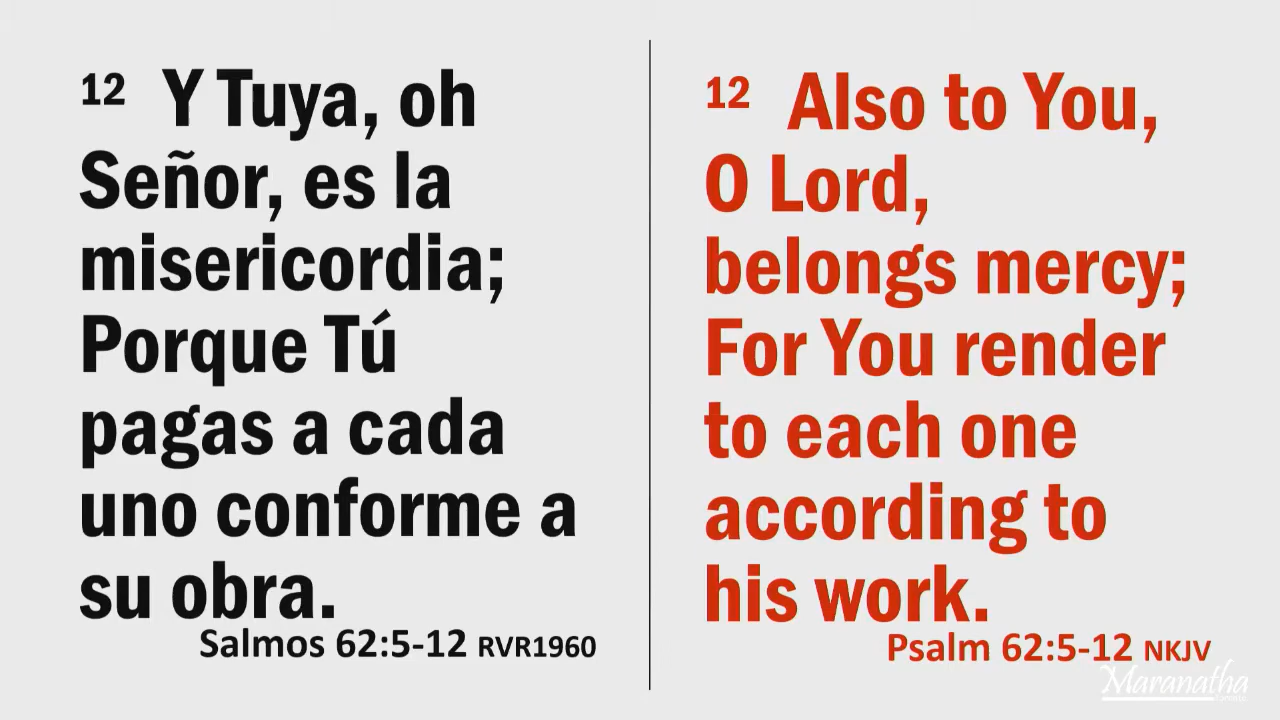 12 Y Tuya, oh
Señor, es la
misericordia;
Porque Tú
pagas a cada
uno conforme a
su obra.
Salmos 62:5-12 RVR1960
12 Also to You,
O Lord,
belongs mercy;
For You render
to each one
according to
his work.
Psalm 62:5-12 NKJV
Maranatha